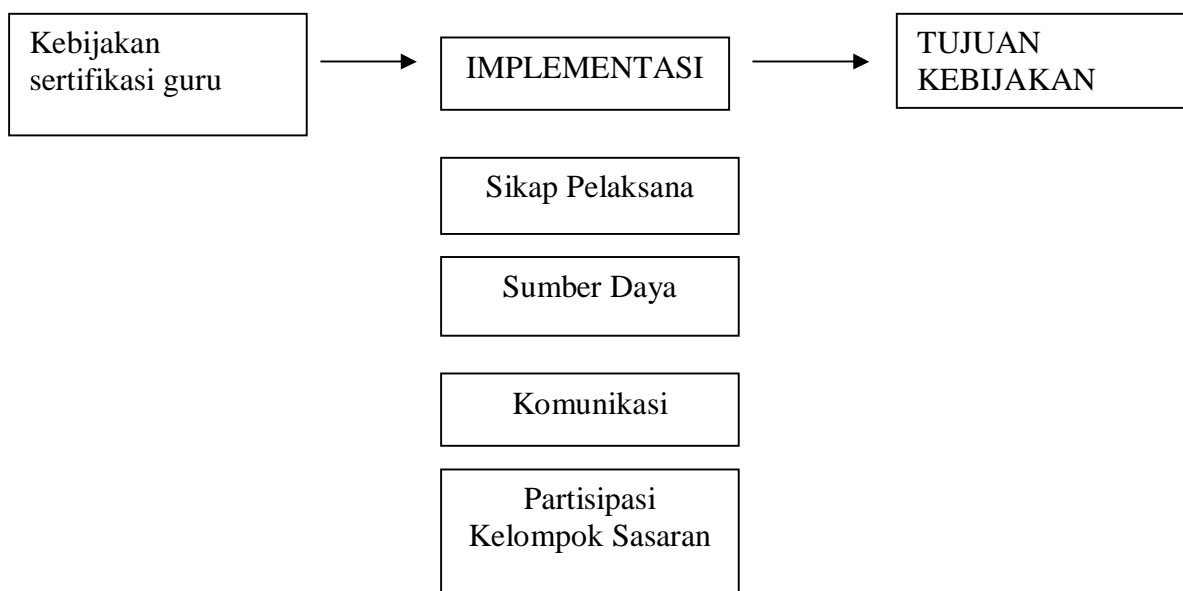 Kebijakan
sertifikasi guru
IMPLEMENTASI
TUJUAN
KEBIJAKAN
Sikap Pelaksana
Sumber Daya
Komunikasi
Partisipasi
Kelompok Sasaran